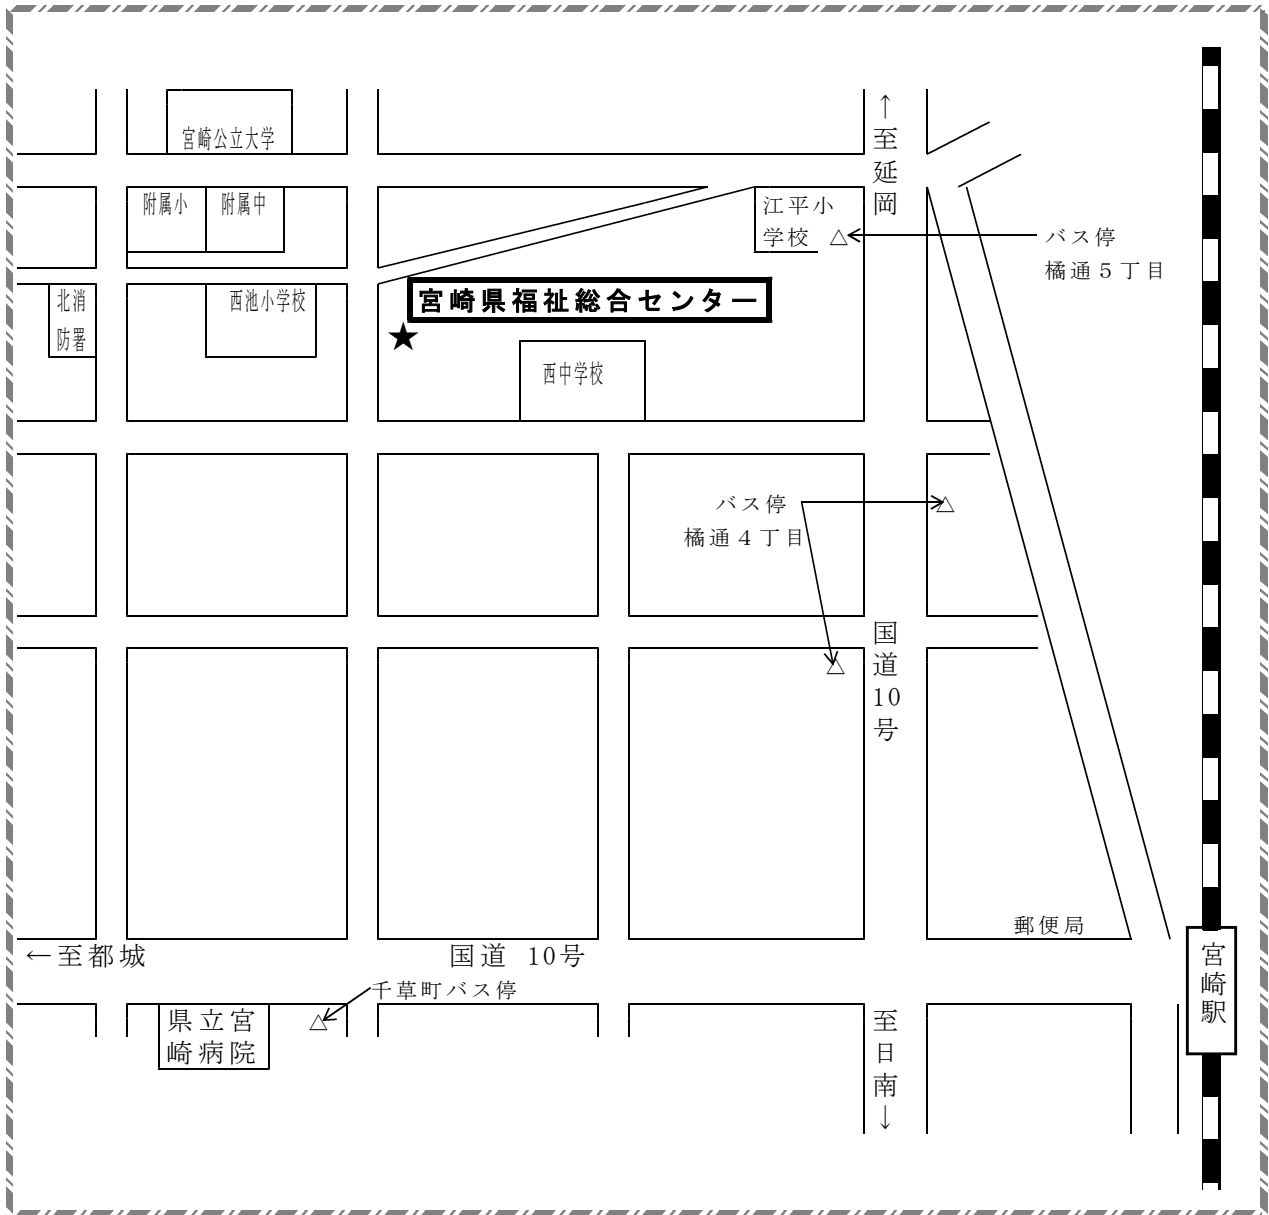 宮崎公立大学
↑至延岡
附属小
附属中
江平小
学校 △
バス停
橘通５丁目
北消
防署
西池小学校
宮崎県福祉総合センター
★
西中学校
バス停
橘通４丁目
△
△
国道10号
郵便局
←至都城
国道 10号
宮崎駅
千草町バス停
△
県立宮
崎病院
至日南↓